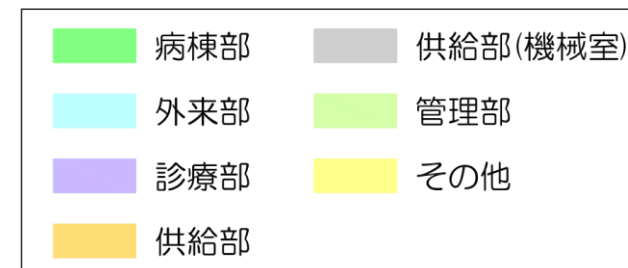 病棟部
外来部
診療部
供給部
供給部(機械室)
管理部
その他